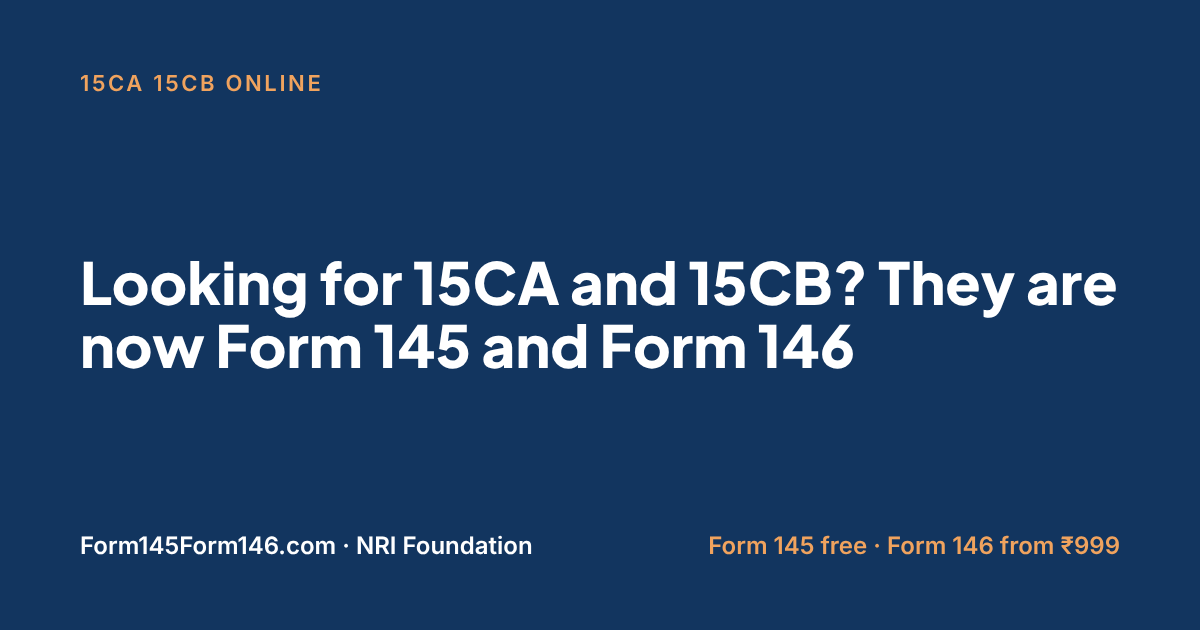 15CA 15CB ONLINE
Looking for 15CA and 15CB? They are
now Form 145 and Form 146
Form145Form146.com · NRI Foundation
Form 145 free · Form 146 from ₹999